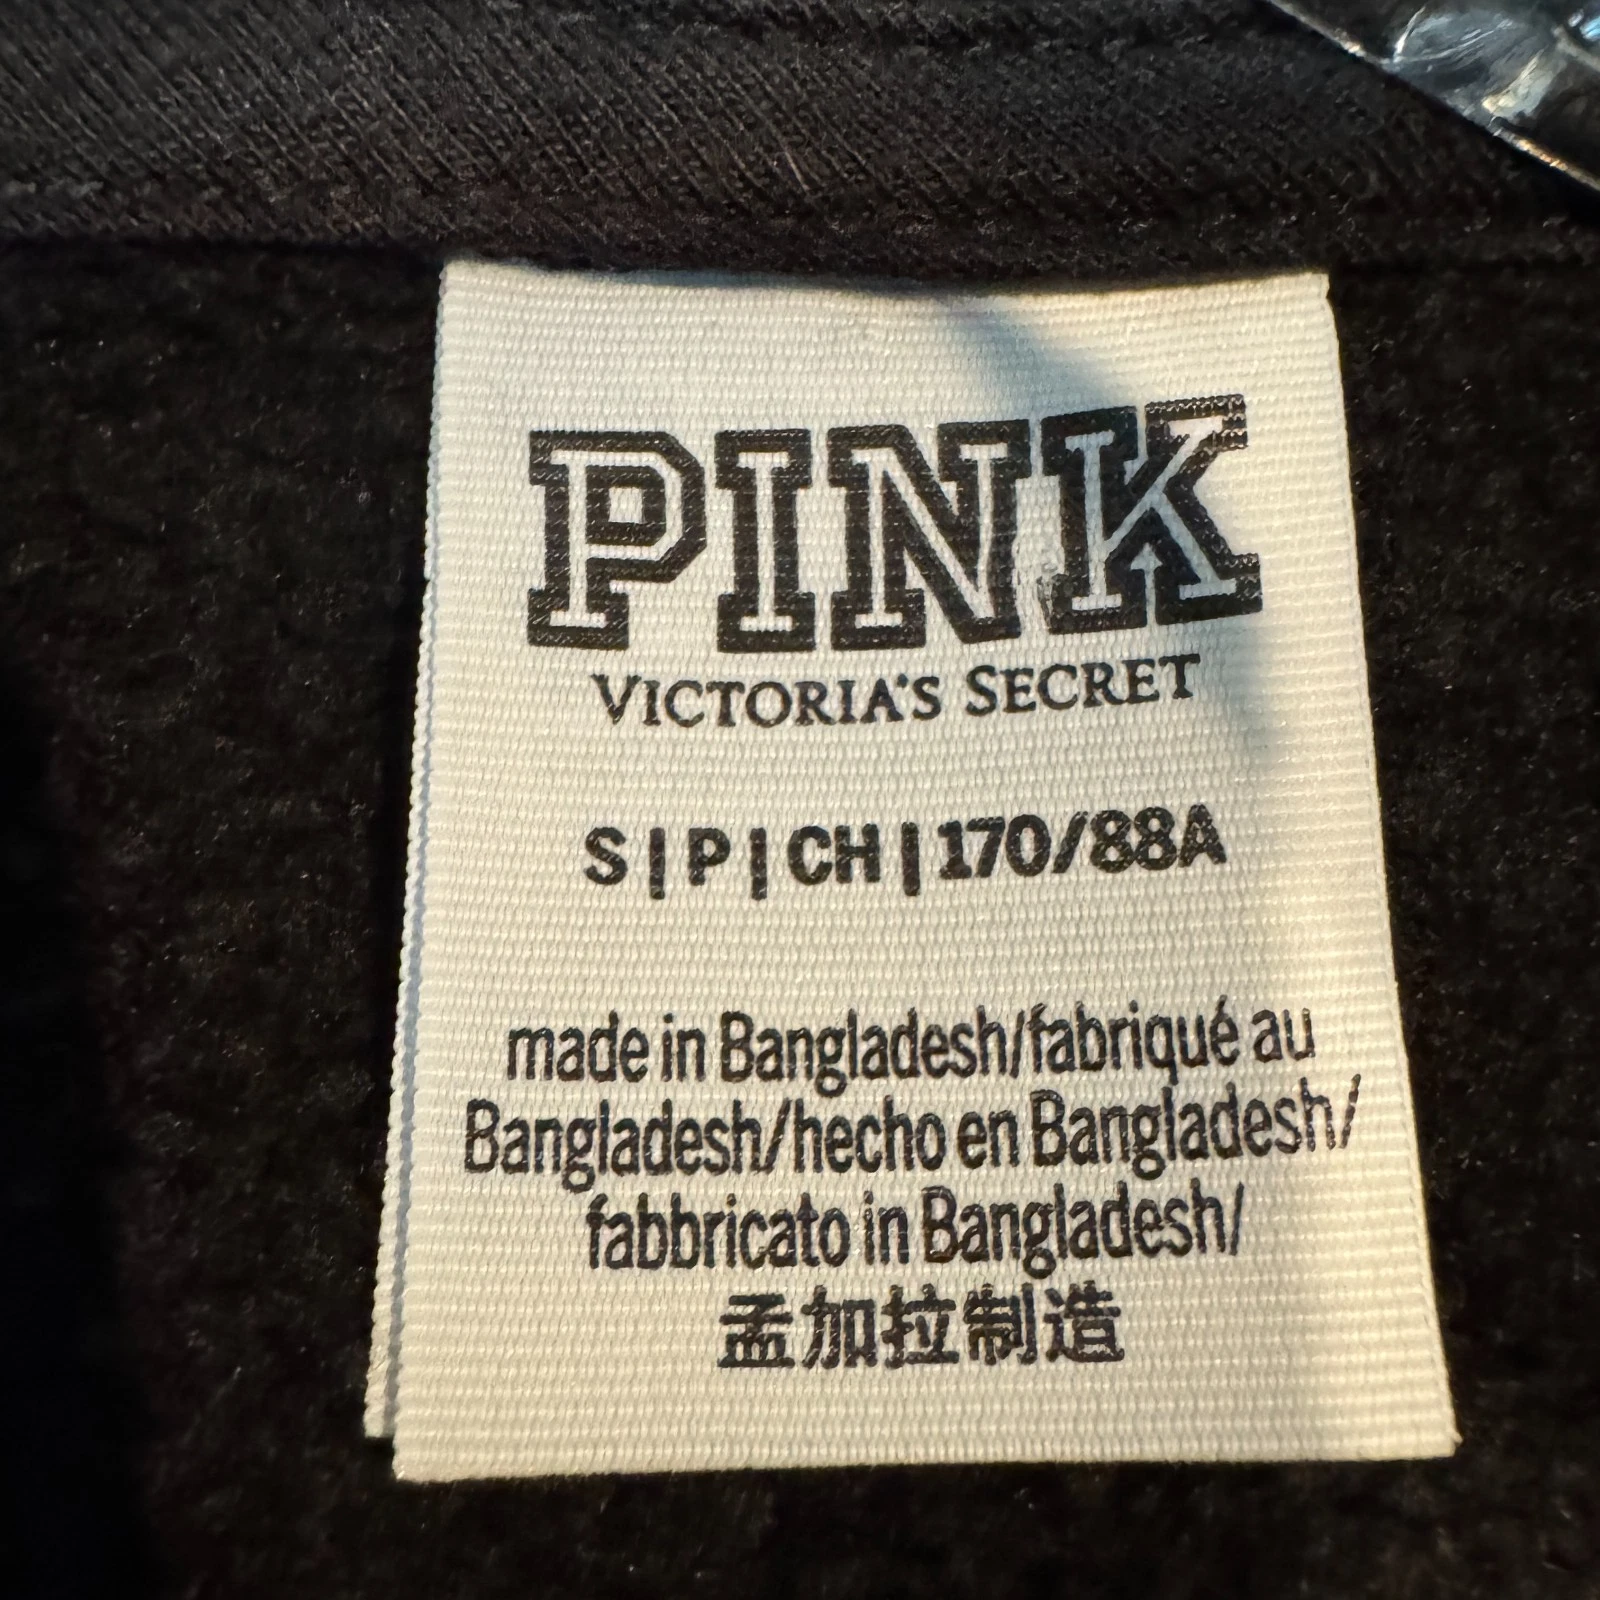 PINK
VICTORIA'S SECRET
S | P | CH | 170/88A
made in Bangladesh/fabriqué au
Bangladesh/hecho en Bangladesh/
fabbricato in Bangladesh/
孟加拉制造